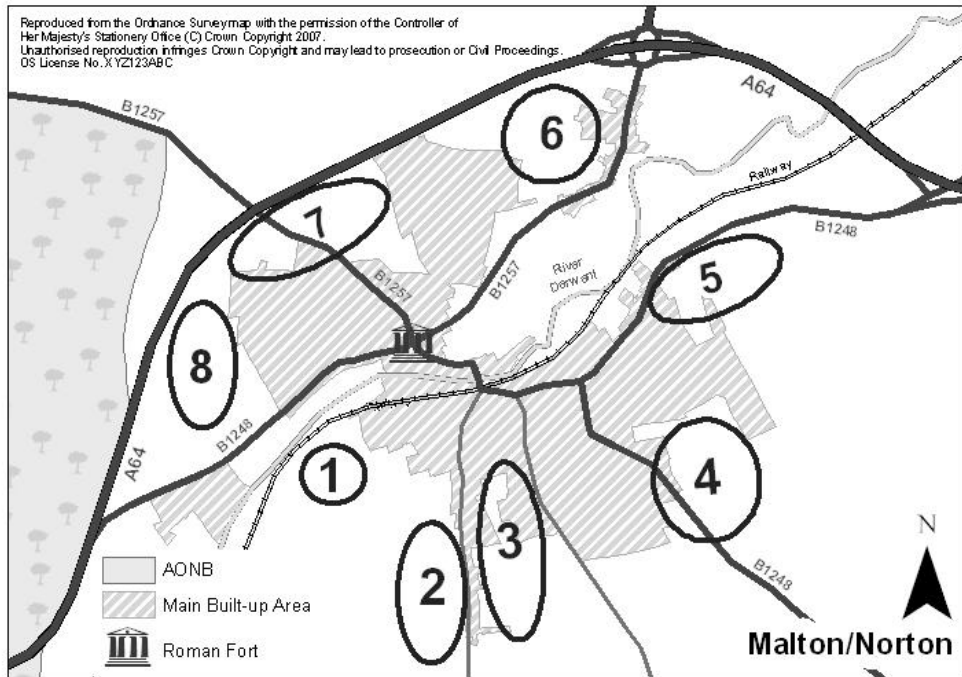 Reproduced from the Ordnance Survey map with the permission of the Controller of
Her Majesty's Stationery Office (C) Crown Copyright 2007.
Unauthorised reproduction infringes Crown Copyright and may lead to prosecution or Civil Proceedings.
OS License No. XYZ123ABC
A64
B1257
6
Railway
7
B1248
River
Derwent
5
B1257
B1257
8
B1248
A64
1
4
3
2
N
B1248
AONB
Main Built-up Area
Roman Fort
Malton/Norton